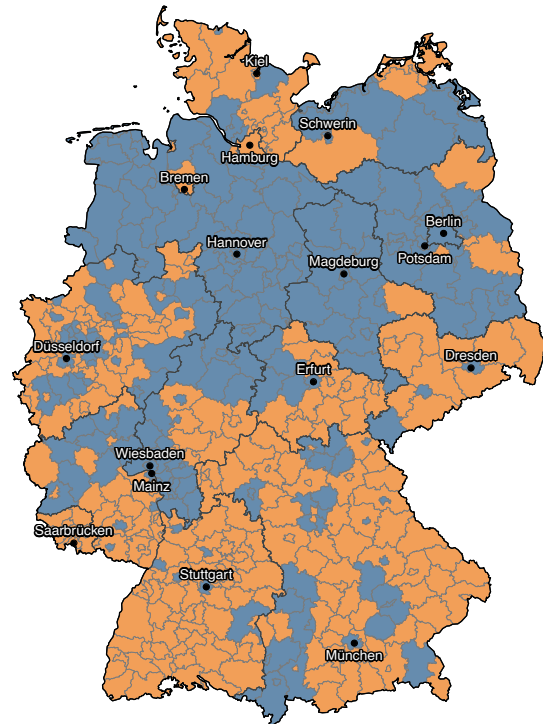 Kiel
Schwerin
Hamburg
Bremen
Berlin
Hannover
Potsdam
Magdeburg
Düsseldorf
Dresden
Erfurt
Wiesbaden
Mainz
Saarbrücken
Stuttgart
München